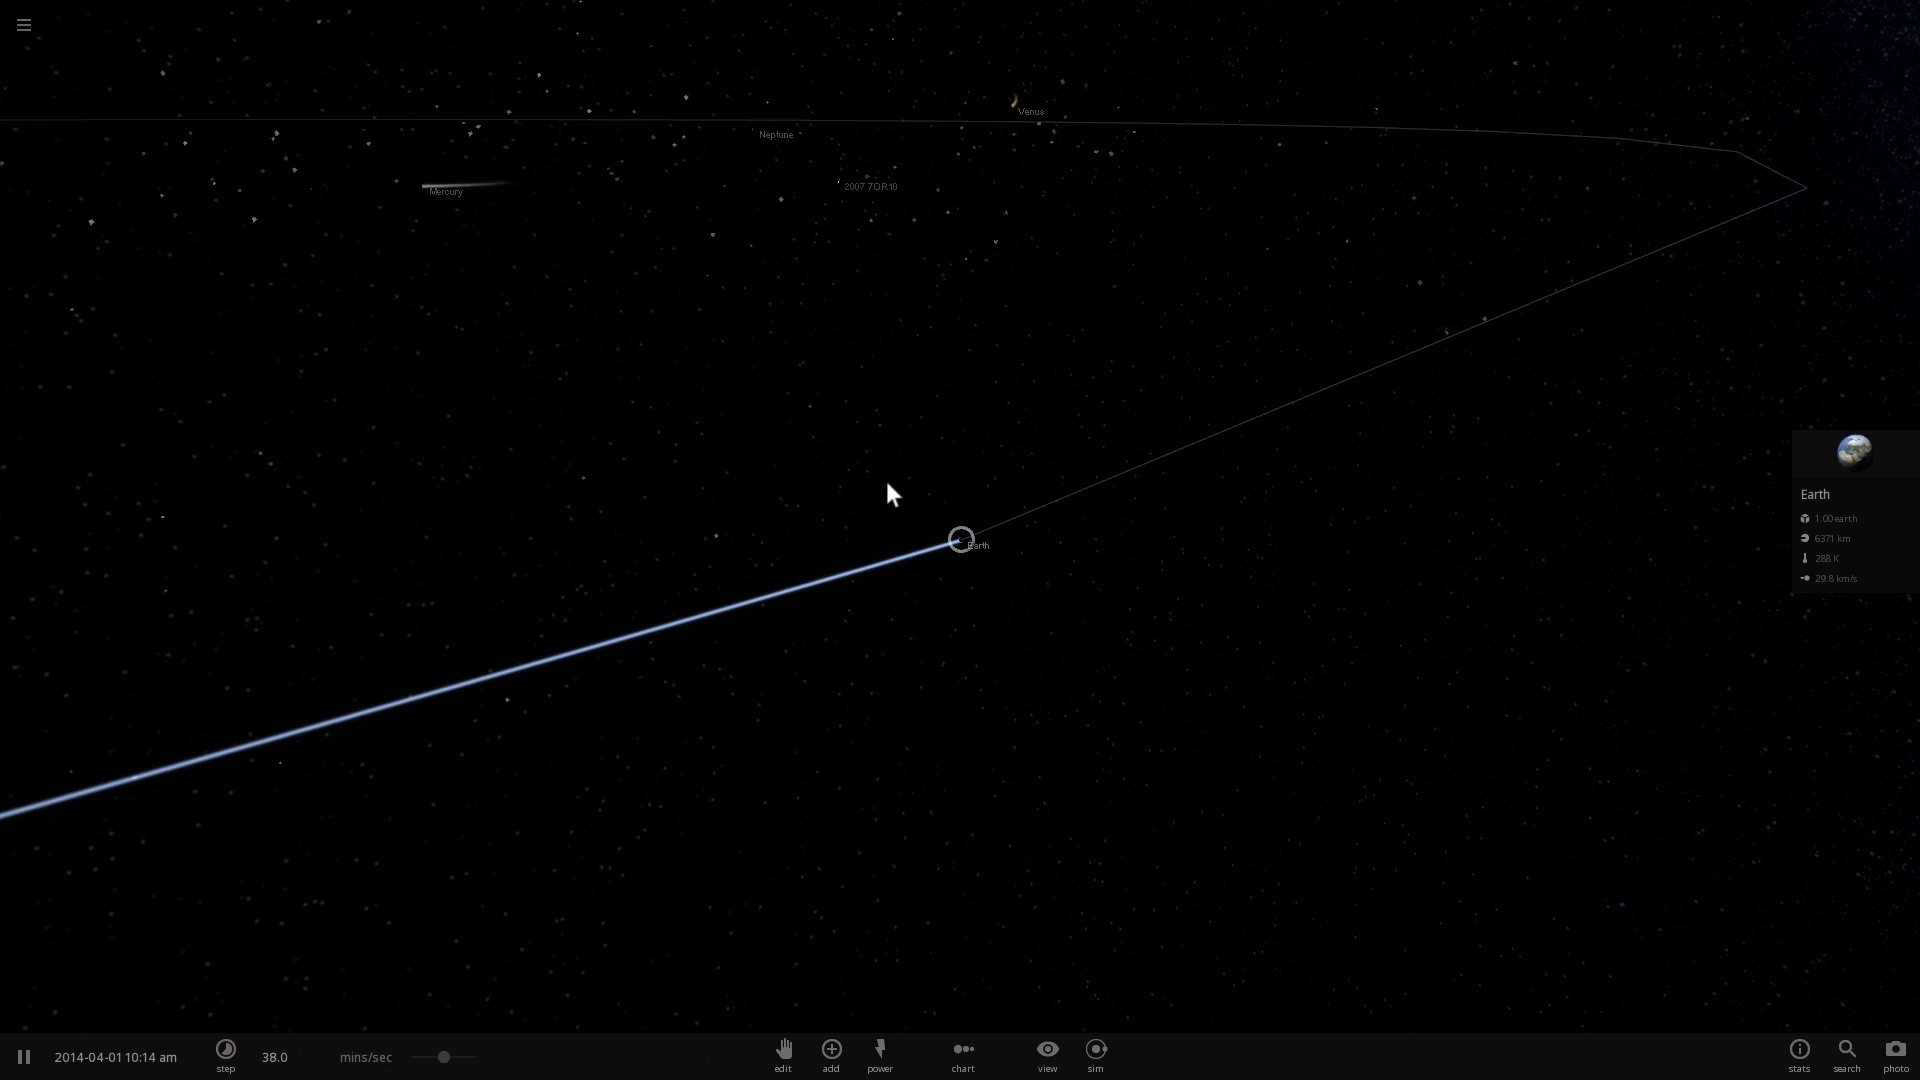 Venus
Neptune
Mercury
2007 7OR10
Earth
Earth
1.00 earth
6371 km
288 K
29.8 km/s
2014-04-01 10:14 am
step
38.0
mins/sec
edit
add
power
chart
view
sim
stats
search
photo